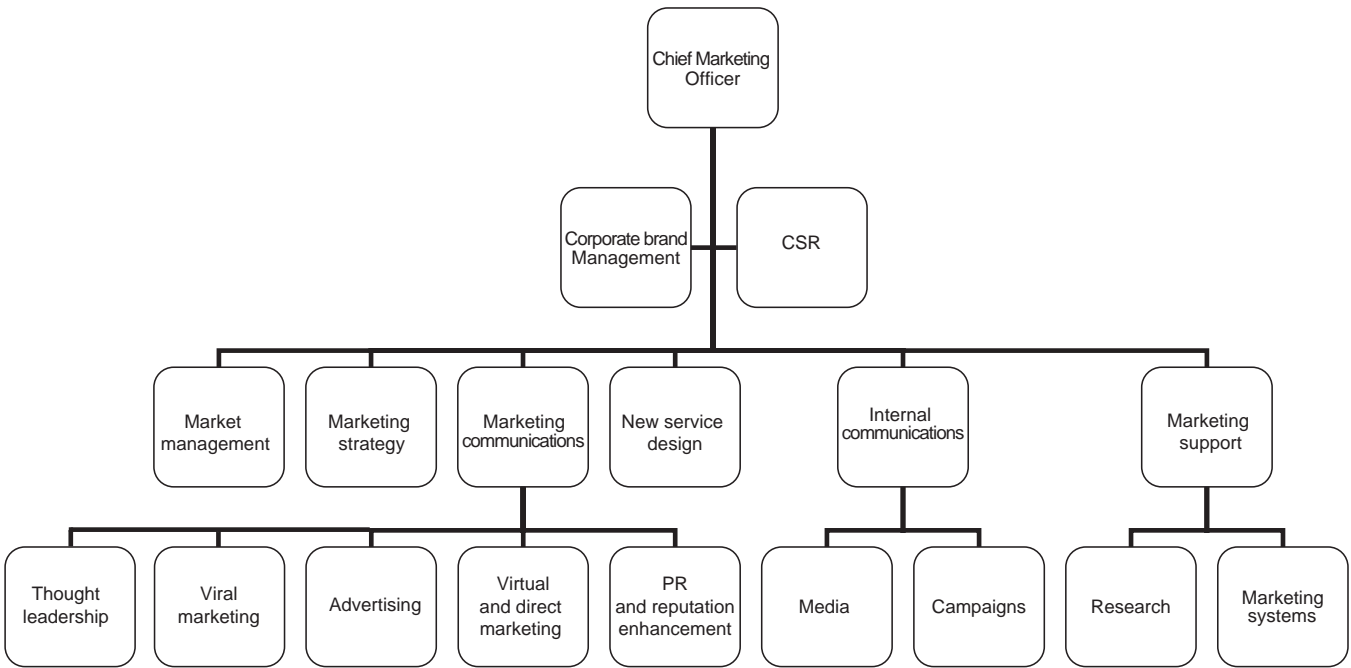 Chief Marketing
Officer
Corporate brand
Management
CSR
Market
management
Marketing
strategy
Marketing
communications
New service
design
Internal
communications
Marketing
support
Thought
leadership
Viral
marketing
Advertising
Virtual
and direct
marketing
PR
and reputation
enhancement
Media
Campaigns
Research
Marketing
systems